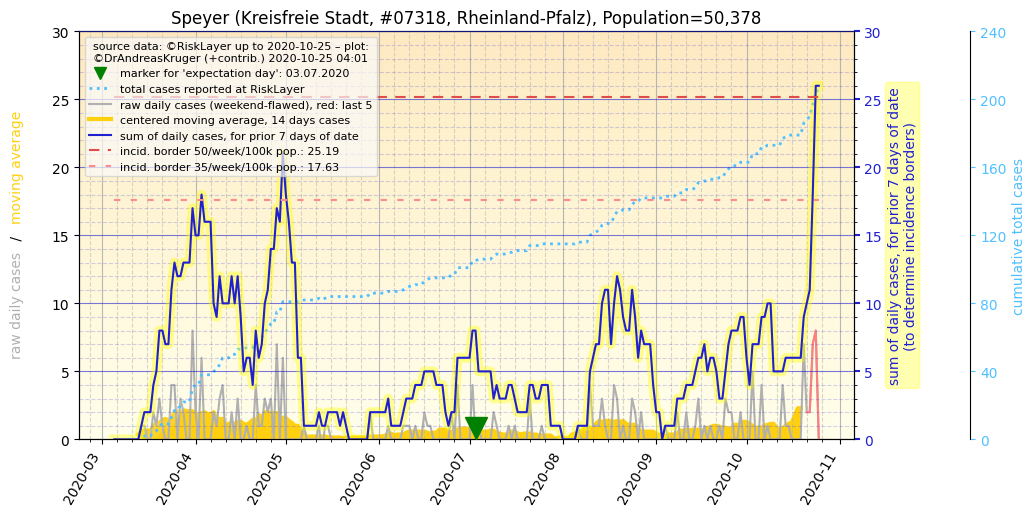 Speyer (Kreisfreie Stadt, #07318, Rheinland-Pfalz), Population=50,378
source data: ©RiskLayer up to 2020-10-25 – plot:
©DrAndreasKruger (+contrib.) 2020-10-25 04:01
marker for 'expectation day': 03.07.2020
total cases reported at RiskLayer
raw daily cases (weekend-flawed), red: last 5
centered moving average, 14 days cases
sum of daily cases, for prior 7 days of date
incid. border 50/week/100k pop.: 25.19
incid. border 35/week/100k pop.: 17.63
raw daily cases / moving average
30
25
20
15
10
5
0
2020-03
2020-04
2020-05
2020-06
2020-07
2020-08
2020-09
2020-10
2020-11
30
25
20
15
10
5
0
sum of daily cases, for prior 7 days of date
(to determine incidence borders)
240
200
160
120
80
40
0
cumulative total cases